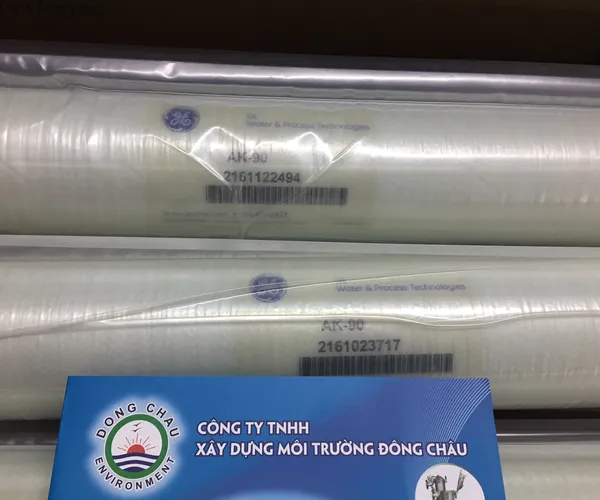 GE
Water & Process Technologies
AK-90
2161122494
Water & Process Technologies
AK-90
2161023717
DONG CHAU
ENVIRONMENT
CÔNG TY TNHH
XÂY DỰNG MÔI TRƯỜNG ĐÔNG CHÂU